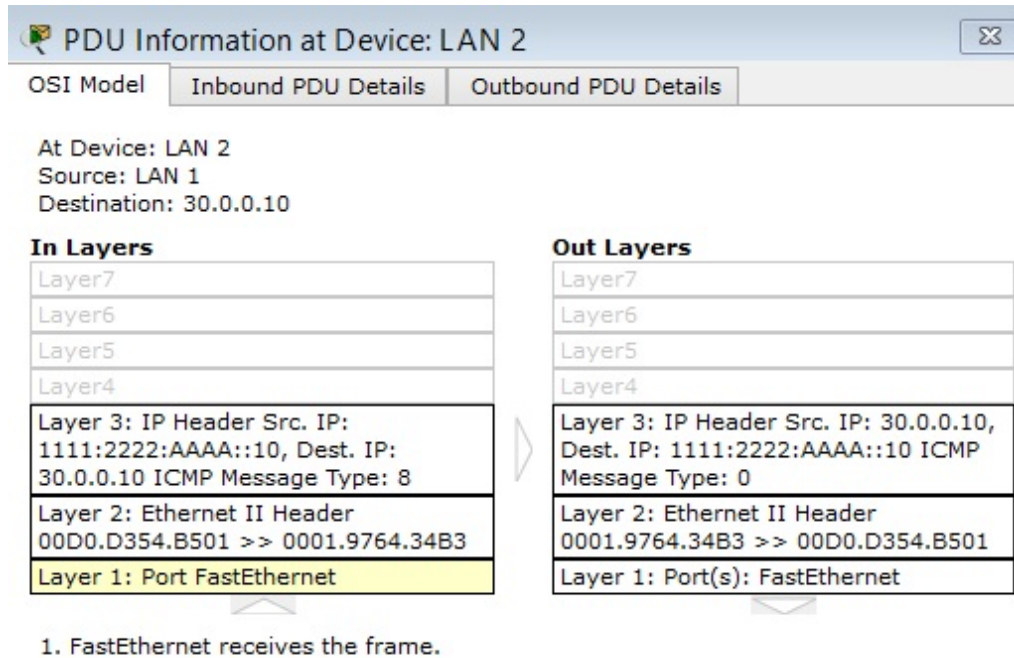 PDU Information at Device: LAN 2
OSI Model
Inbound PDU Details
Outbound PDU Details
At Device: LAN 2
Source: LAN 1
Destination: 30.0.0.10
In Layers
Layer7
Layer6
Layer5
Layer4
Layer 3: IP Header Src. IP:
1111:2222:AAAA::10, Dest. IP:
30.0.0.10 ICMP Message Type: 8
Layer 2: Ethernet II Header
00D0.D354.B501 >> 0001.9764.34B3
Layer 1: Port FastEthernet
Out Layers
Layer7
Layer6
Layer5
Layer4
Layer 3: IP Header Src. IP: 30.0.0.10,
Dest. IP: 1111:2222:AAAA::10 ICMP
Message Type: 0
Layer 2: Ethernet II Header
0001.9764.34B3 >> 00D0.D354.B501
Layer 1: Port(s): FastEthernet
1. FastEthernet receives the frame.